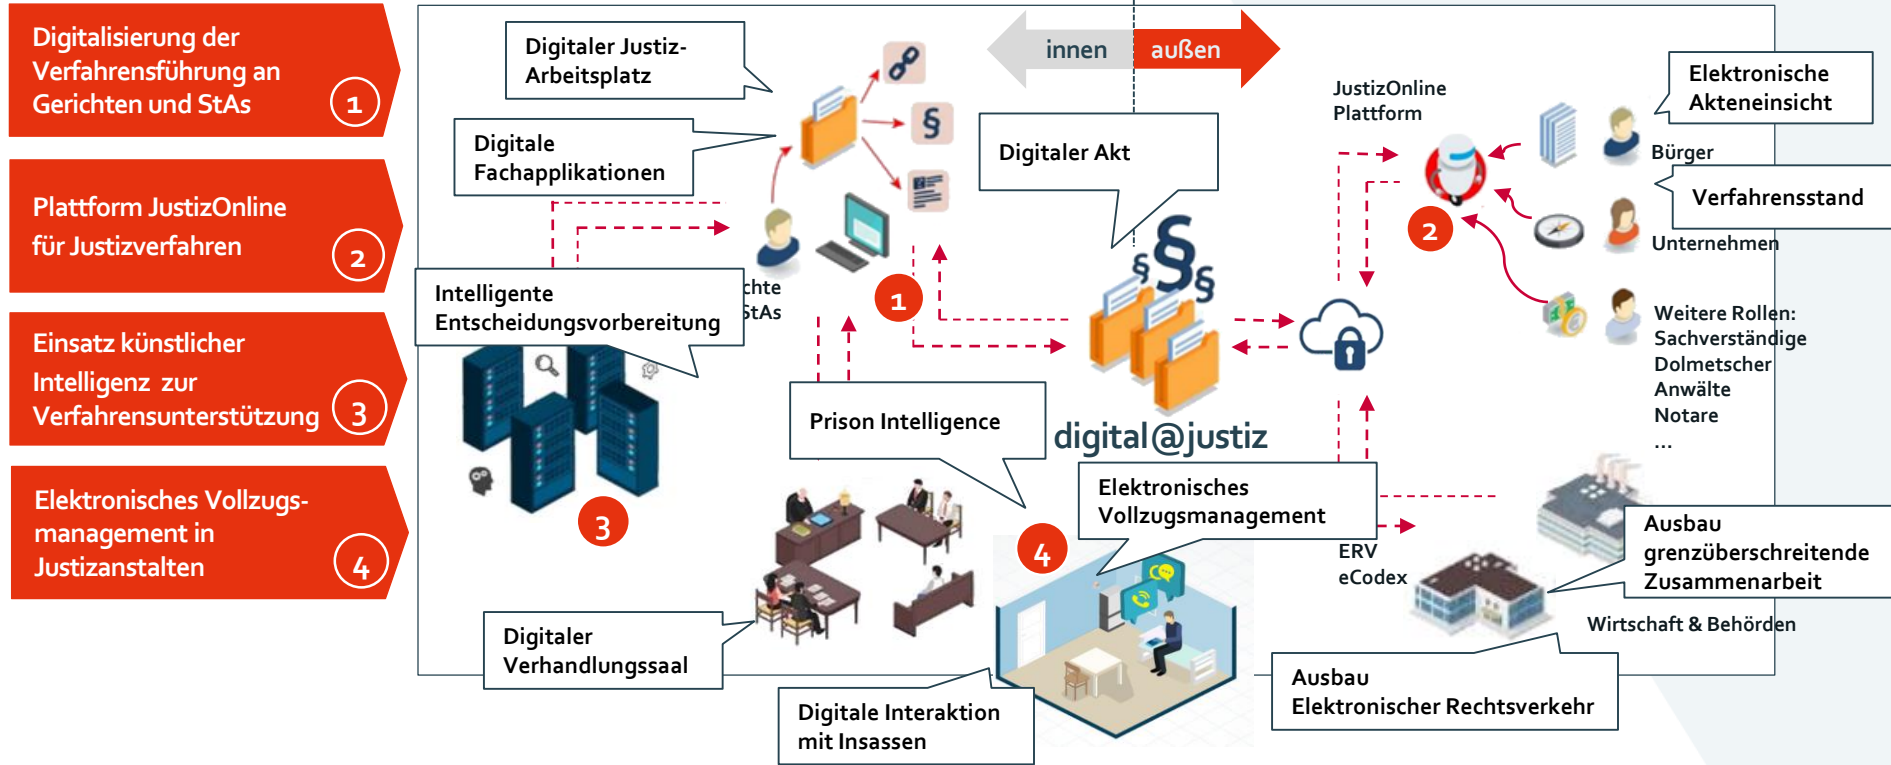 Digitalisierung der
Verfahrensführung an
Gerichten und StAs
1
Plattform JustizOnline
für Justizverfahren
2
Einsatz künstlicher
Intelligenz zur
Verfahrensunterstützung
3
Elektronisches Vollzugs-
management in
Justizanstalten
4
innen
außen
Digitaler Justiz-
Arbeitsplatz
Digitale
Fachapplikationen
§
Intelligente
Entscheidungsvorbereitung
chte
StAs
1
3
Digitaler Akt
§
§
§
digital@justiz
Prison Intelligence
Elektronisches
Vollzugsmanagement
4
Digitaler
Verhandlungssaal
Digitale Interaktion
mit Insassen
JustizOnline
Plattform
2
Elektronische
Akteneinsicht
Bürger
Verfahrensstand
Unternehmen
Weitere Rollen:
Sachverständige
Dolmetscher
Anwälte
Notare
...
ERV
eCodex
Ausbau
grenzüberschreitende
Zusammenarbeit
Wirtschaft & Behörden
Ausbau
Elektronischer Rechtsverkehr